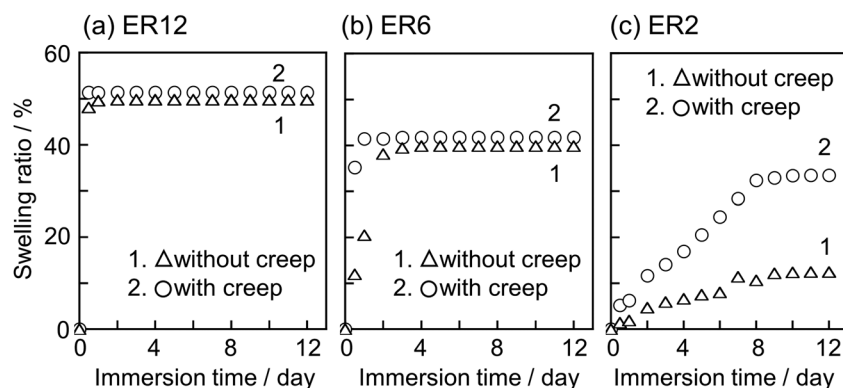 (a) ER12
(b) ER6
(c) ER2
Swelling ratio / %
60
40
20
0
2
1
1. △without creep
2. ○with creep
0 4 8 12
Immersion time / day
2
1
1. △without creep
2. ○with creep
0 4 8 12
Immersion time / day
1. △without creep
2. ○with creep
2
1
0 4 8 12
Immersion time / day